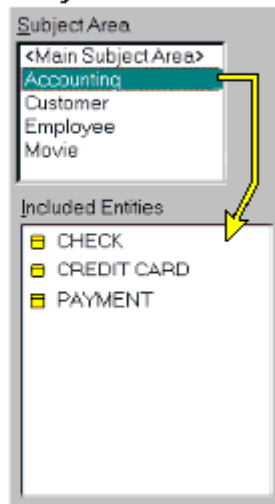 Subject Area
<Main Subject Area>
Accounting
Customer
Employee
Movie
Included Entities
CHECK
CREDIT CARD
PAYMENT